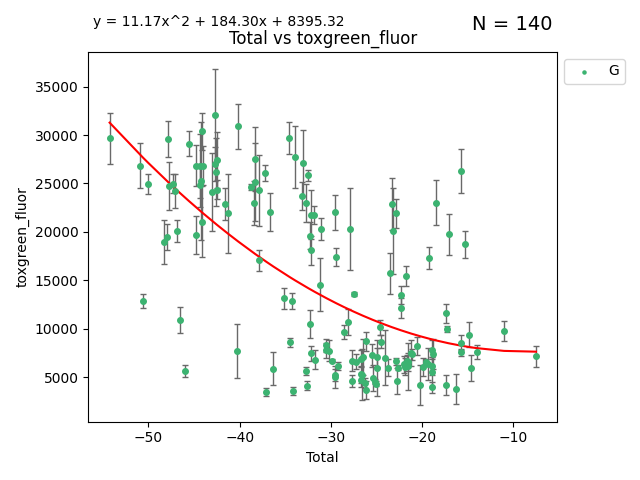 y = 11.17x^2 + 184.30x + 8395.32
N = 140
Total vs toxgreen_fluor
G
35000
30000
25000
20000
15000
10000
5000
toxgreen_fluor
−50
−40
−30
−20
−10
Total